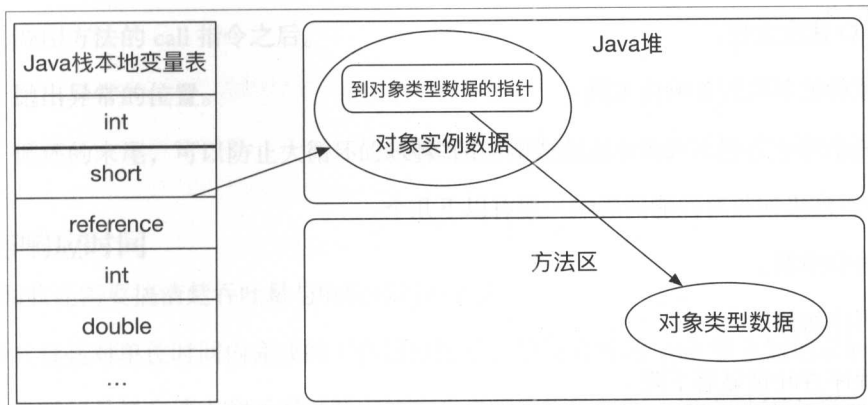 Java栈本地变量表
int
short
reference
int
double
…
Java堆
到对象类型数据的指针
对象实例数据
方法区
对象类型数据